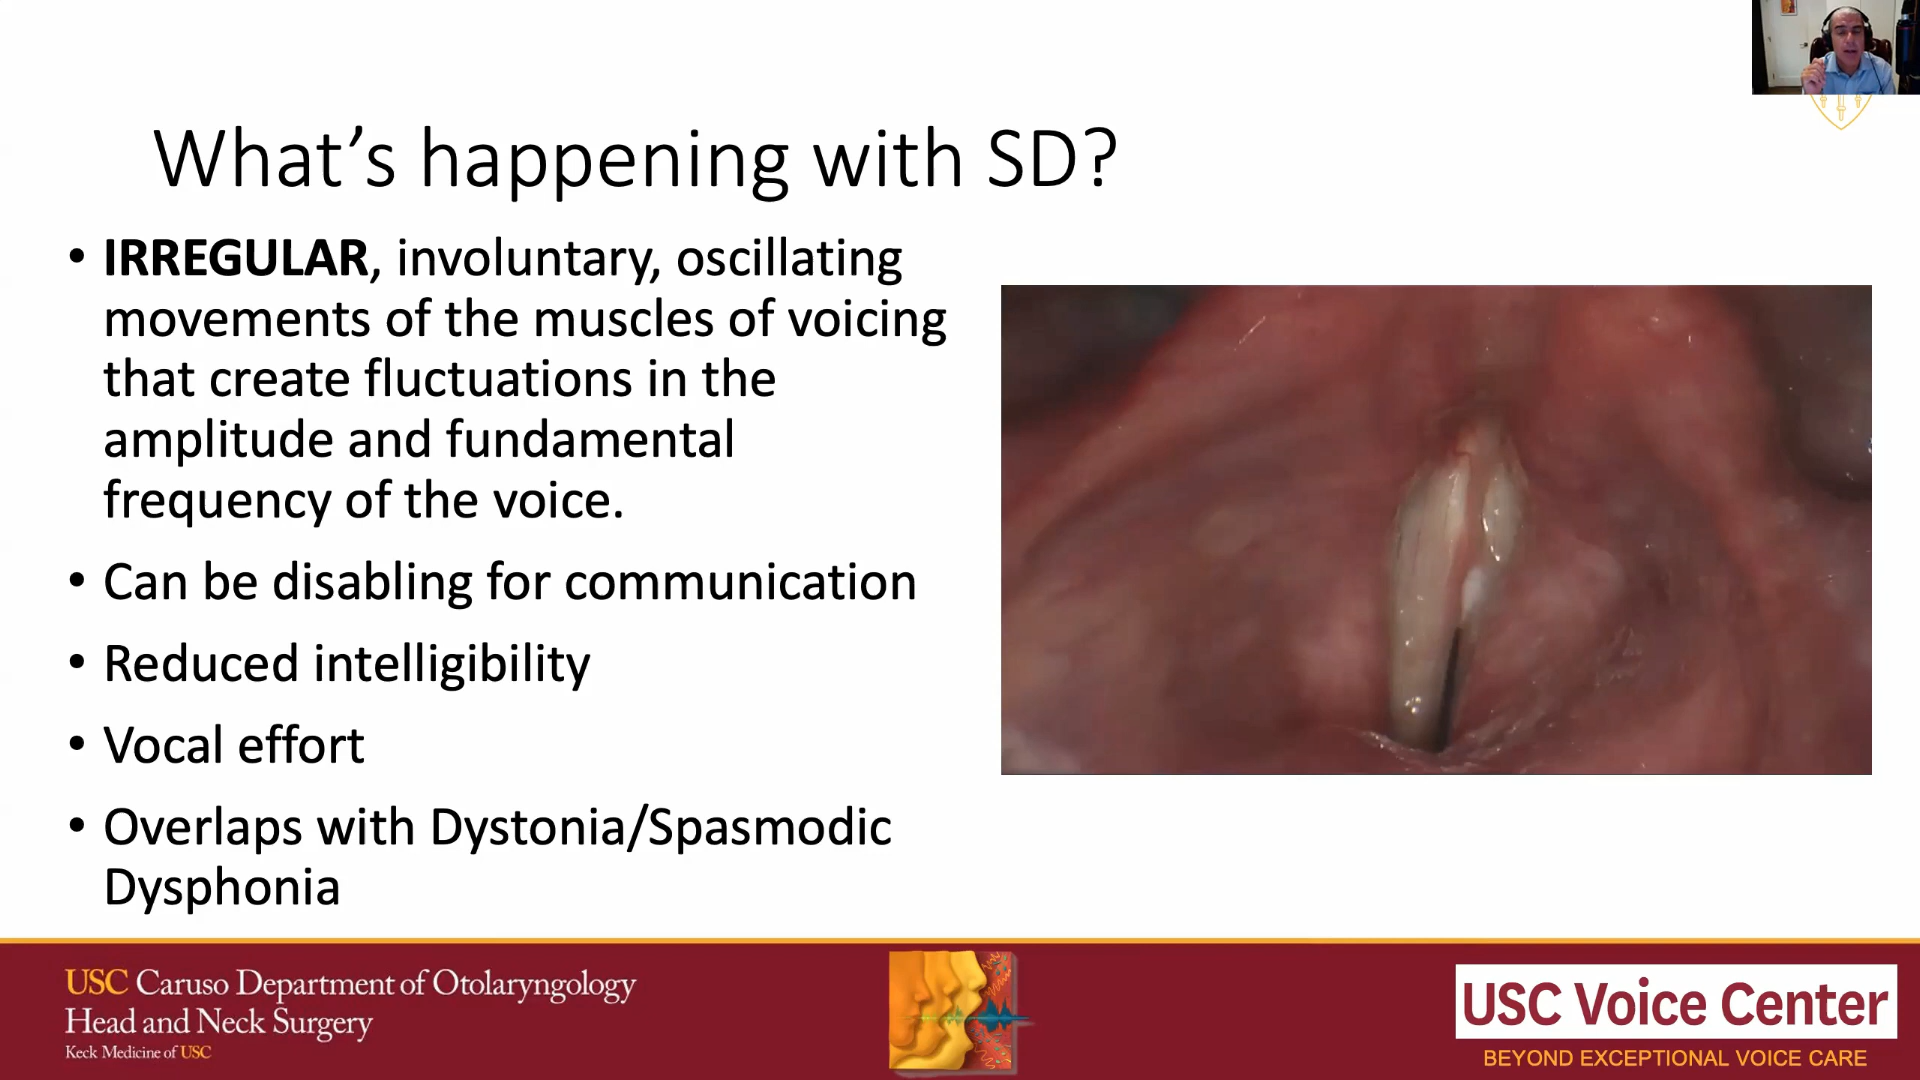 What’s happening with SD?
• IRREGULAR, involuntary, oscillating
movements of the muscles of voicing
that create fluctuations in the
amplitude and fundamental
frequency of the voice.
• Can be disabling for communication
• Reduced intelligibility
• Vocal effort
• Overlaps with Dystonia/Spasmodic
Dysphonia
USC Caruso Department of Otolaryngology
Head and Neck Surgery
Keck Medicine of USC
USC Voice Center
BEYOND EXCEPTIONAL VOICE CARE